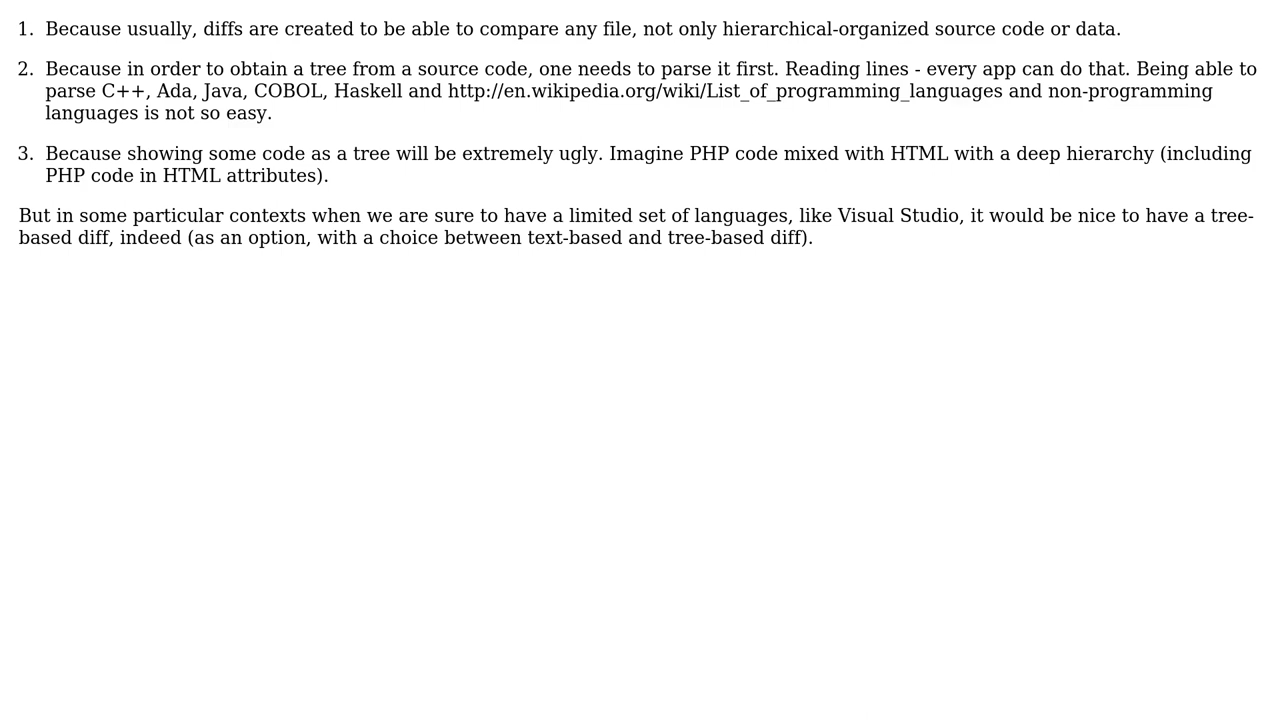 1. Because usually, diffs are created to be able to compare any file, not only hierarchical-organized source code or data.
2. Because in order to obtain a tree from a source code, one needs to parse it first. Reading lines - every app can do that. Being able to
parse C++, Ada, Java, COBOL, Haskell and http://en.wikipedia.org/wiki/List_of_programming_languages and non-programming
languages is not so easy.
3. Because showing some code as a tree will be extremely ugly. Imagine PHP code mixed with HTML with a deep hierarchy (including
PHP code in HTML attributes).
But in some particular contexts when we are sure to have a limited set of languages, like Visual Studio, it would be nice to have a tree-
based diff, indeed (as an option, with a choice between text-based and tree-based diff).